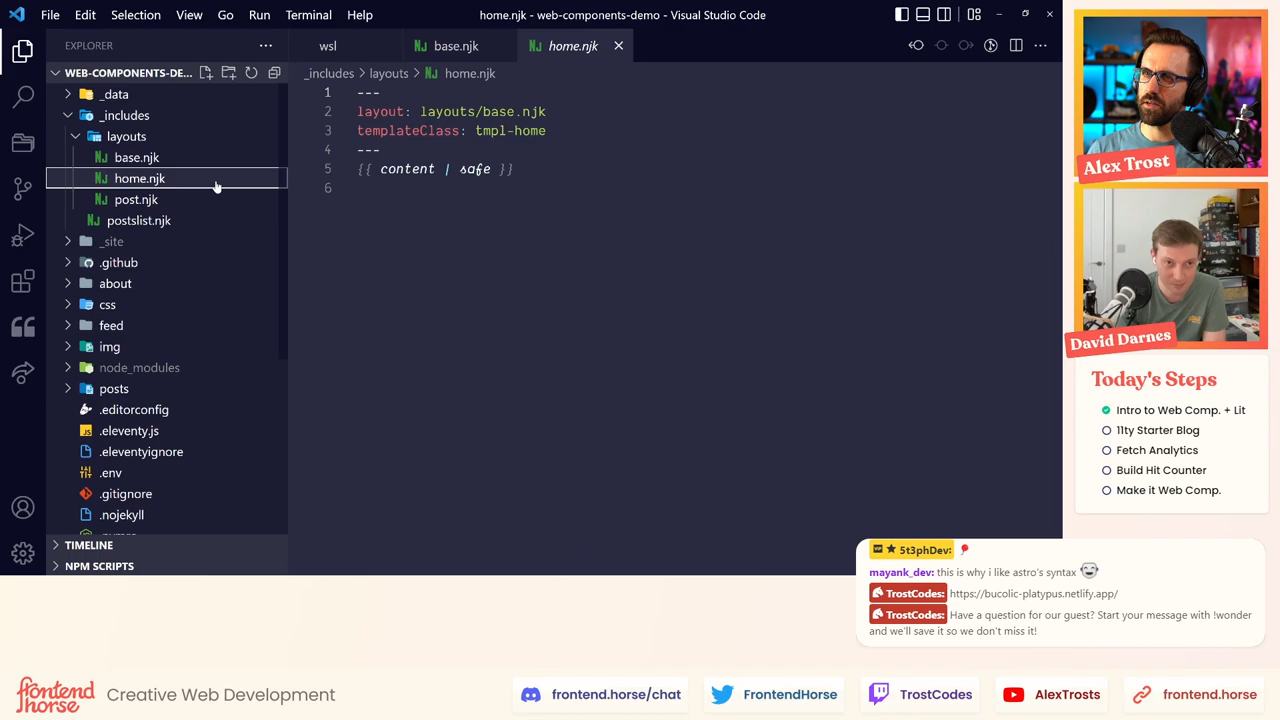 File Edit Selection View Go Run Terminal Help
home.njk - web-components-demo - Visual Studio Code
EXPLORER
wsl
base.njk
home.njk
WEB-COMPONENTS-DE...
_includes > layouts > home.njk
_data
_includes
layouts
base.njk
home.njk
post.njk
postslist.njk
_site
.github
about
css
feed
img
node_modules
posts
.editorconfig
.eleventy.js
.eleventyignore
.env
.gitignore
.nojekyll
TIMELINE
NPM SCRIPTS
1 ---
2 layout: layouts/base.njk
3 templateClass: tmpl-home
4 ---
5 {{ content | safe }}
6
Alex Trost
David Darnes
Today's Steps
Intro to Web Comp. + Lit
11ty Starter Blog
Fetch Analytics
Build Hit Counter
Make it Web Comp.
5t3phDev:
mayank_dev: this is why i like astro's syntax
TrostCodes: https://bucolic-platypus.netlify.app/
TrostCodes: Have a question for our guest? Start your message with !wonder
and we'll save it so we don't miss it!
frontend
horse
Creative Web Development
frontend.horse/chat
FrontendHorse
TrostCodes
AlexTrosts
frontend.horse